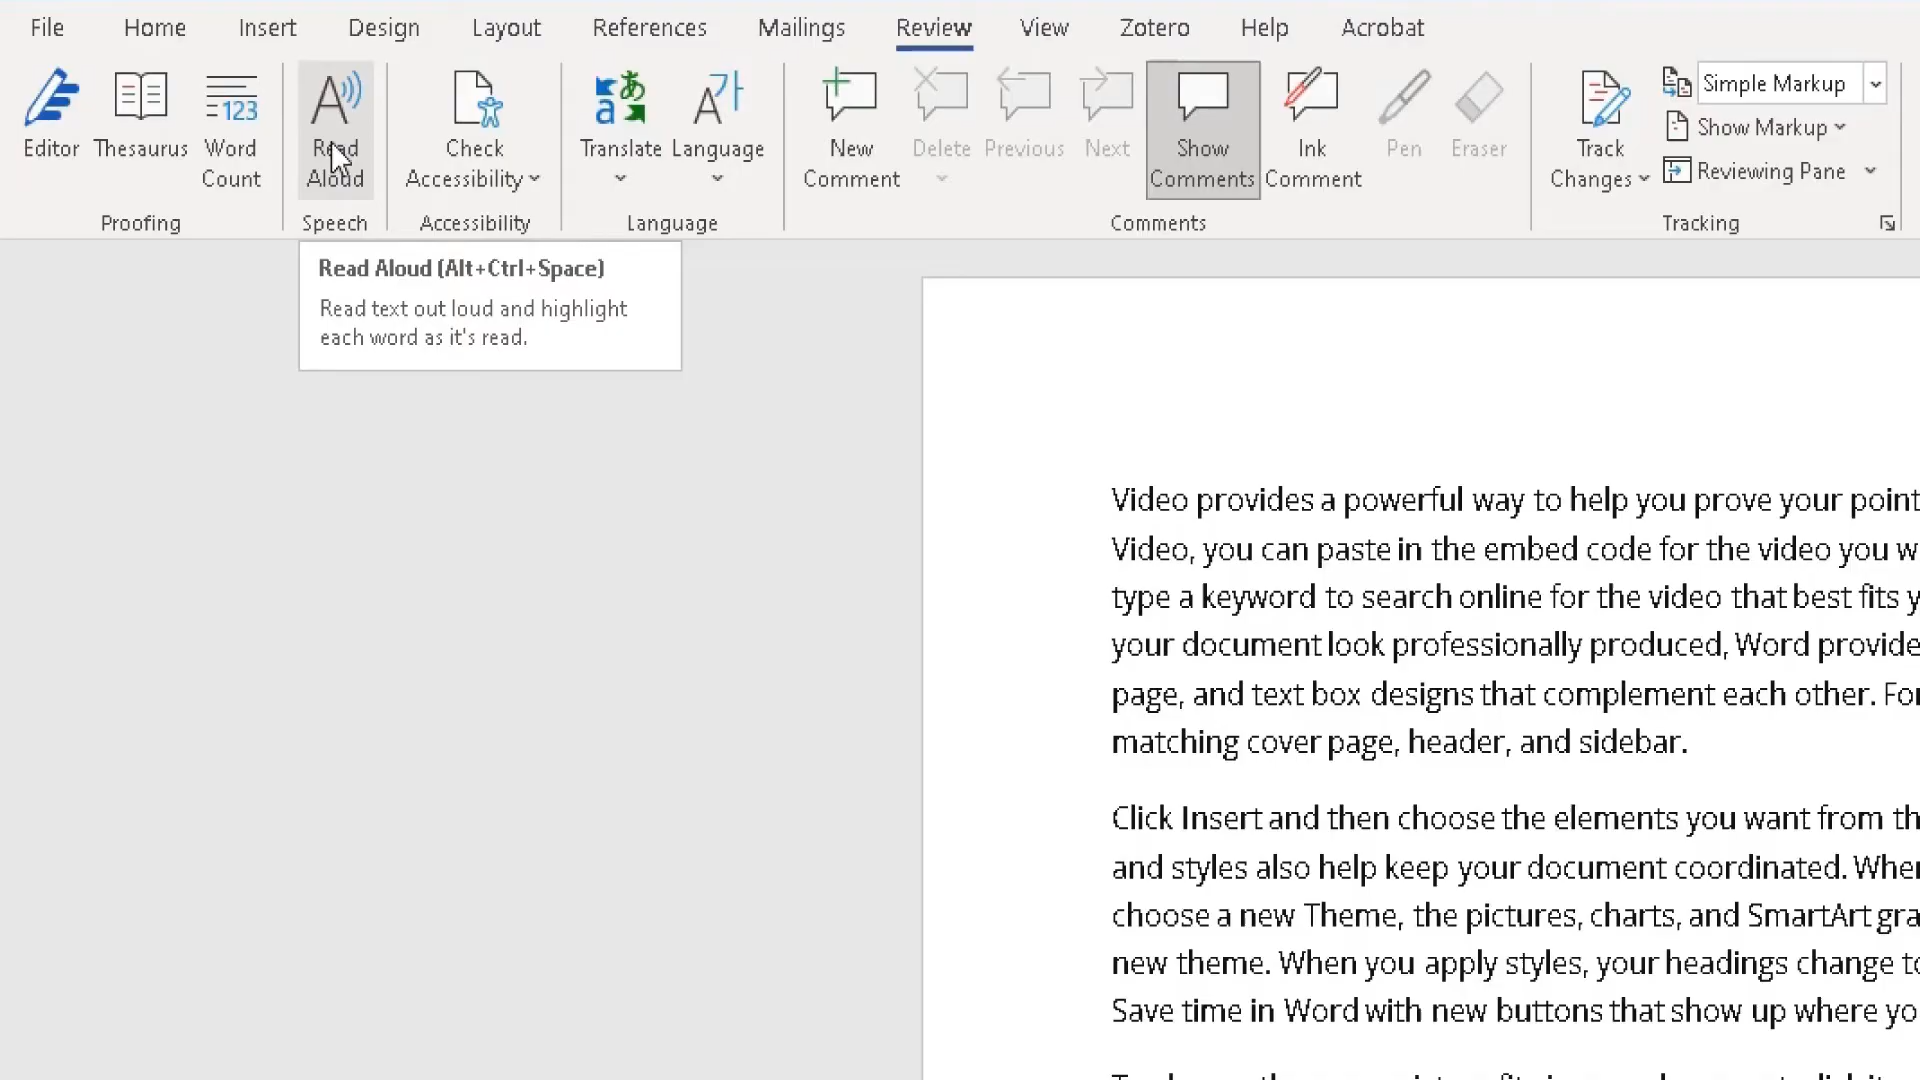 File Home Insert Design Layout References Mailings Review View Zotero Help Acrobat
Editor Thesaurus Word Count
Proofing
Read Aloud
Speech
Check Accessibility
Accessibility
Translate Language
Language
New Comment Delete Previous Next Show Comments Ink Comment Pen Eraser
Comments
Track Changes
Simple Markup
Show Markup
Reviewing Pane
Tracking
Read Aloud (Alt+Ctrl+Space)
Read text out loud and highlight
each word as it's read.
Video provides a powerful way to help you prove your point
Video, you can paste in the embed code for the video you w
type a keyword to search online for the video that best fits y
your document look professionally produced, Word provide
page, and text box designs that complement each other. For
matching cover page, header, and sidebar.
Click Insert and then choose the elements you want from th
and styles also help keep your document coordinated. When
choose a new Theme, the pictures, charts, and SmartArt gra
new theme. When you apply styles, your headings change to
Save time in Word with new buttons that show up where yo